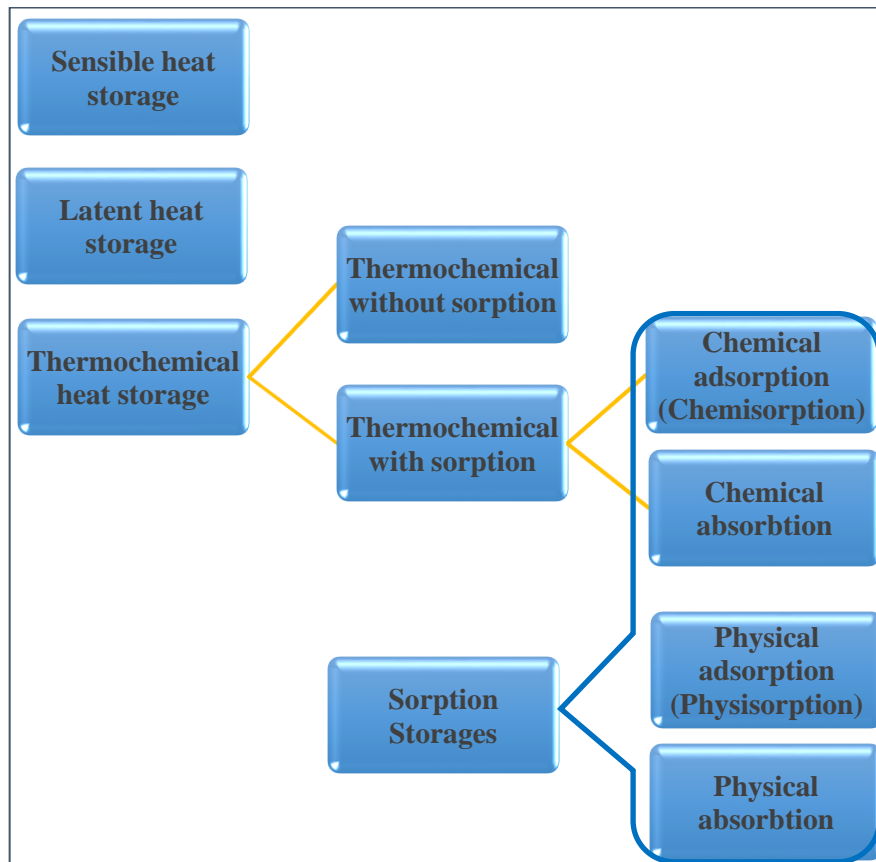 Sensible heat
storage
Latent heat
storage
Thermochemical
heat storage
Thermochemical
without sorption
Thermochemical
with sorption
Chemical
adsorption
(Chemisorption)
Chemical
absorbtion
Sorption
Storages
Physical
adsorption
(Physisorption)
Physical
absorbtion